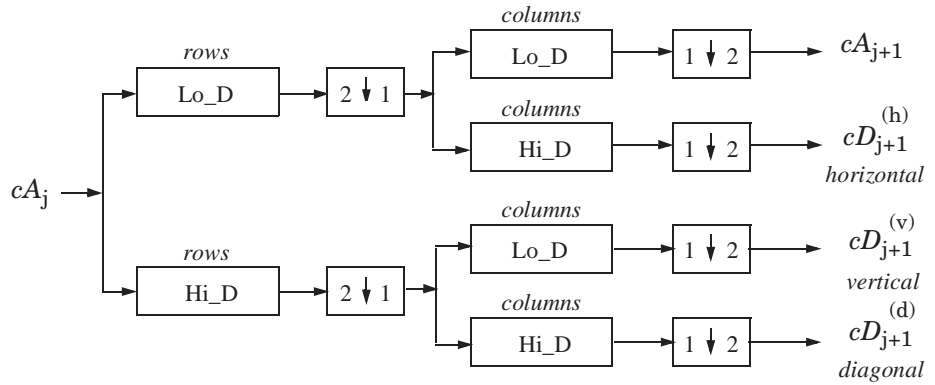 columns
rows
Lo_D
1 ↓ 2
cA_{j+1}
Lo_D
2 ↓ 1
columns
Hi_D
1 ↓ 2
cD_{j+1}^{(h)}
horizontal
cA_j
columns
rows
Lo_D
1 ↓ 2
cD_{j+1}^{(v)}
vertical
Hi_D
2 ↓ 1
columns
Hi_D
1 ↓ 2
cD_{j+1}^{(d)}
diagonal